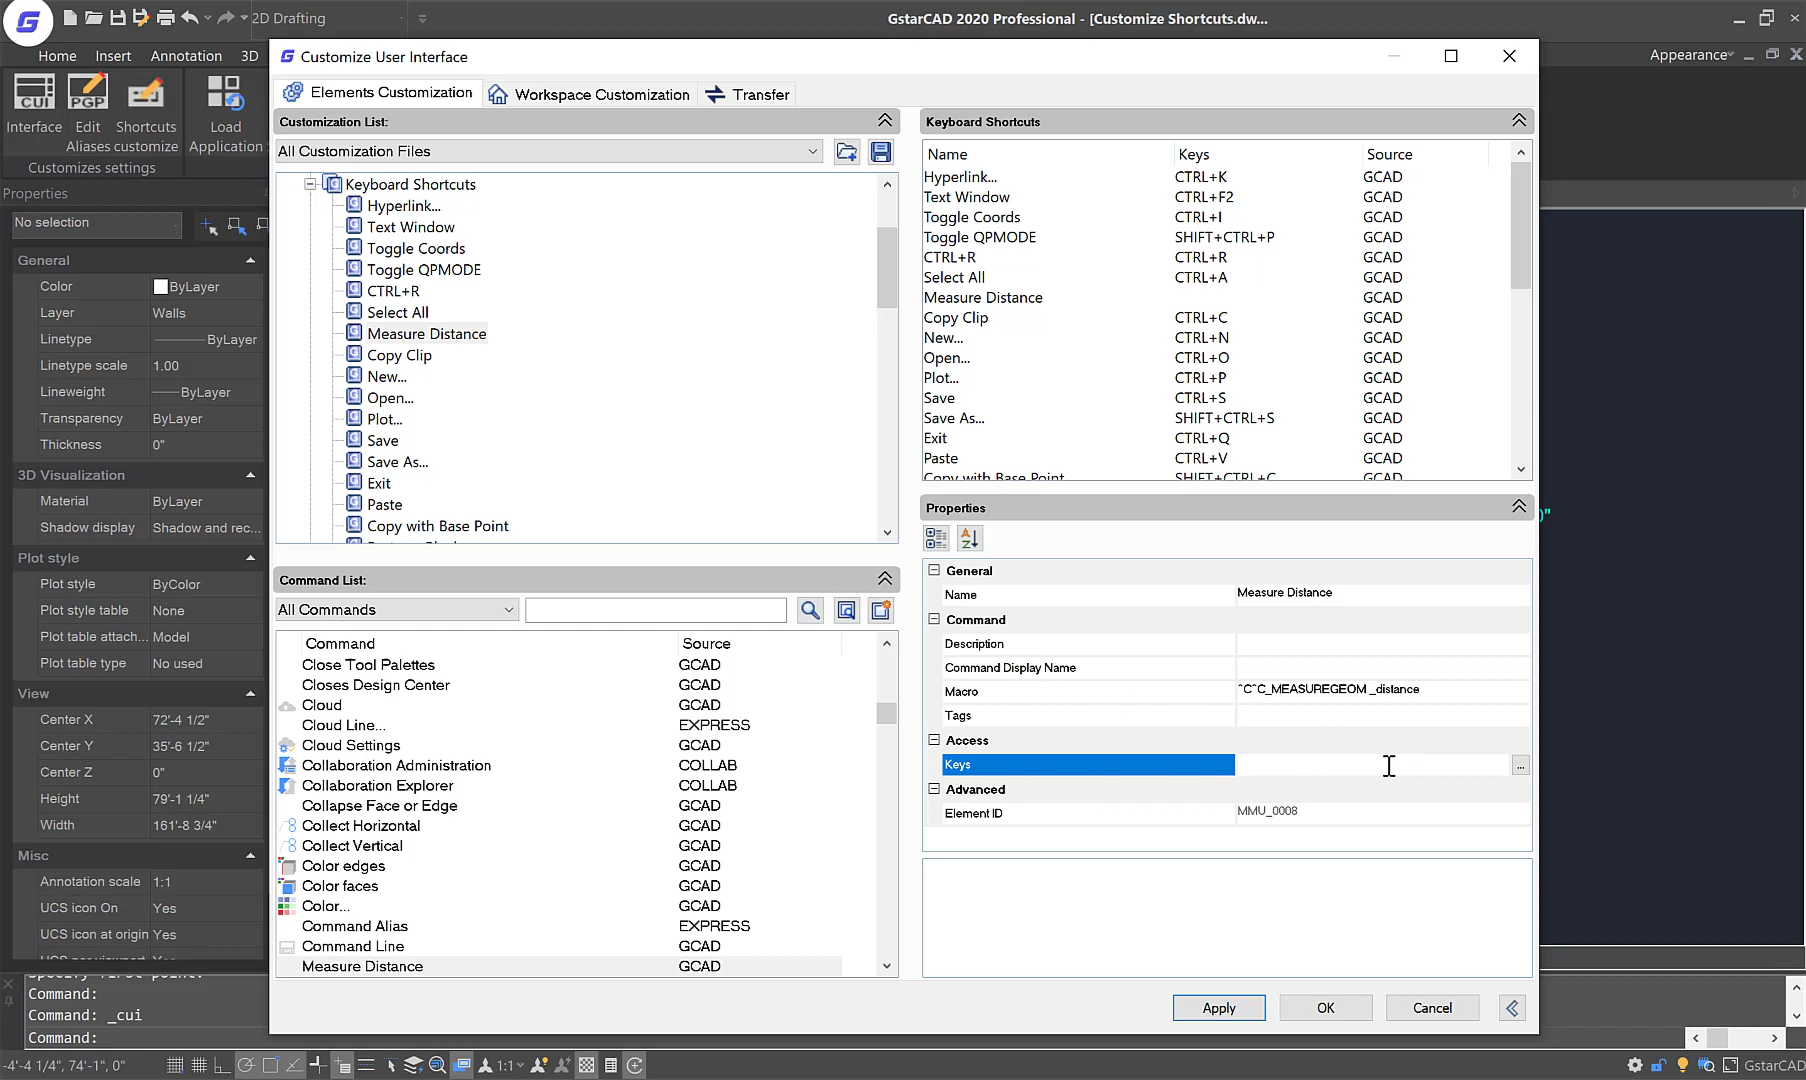 2D Drafting
GstarCAD 2020 Professional - [Customize Shortcuts.dw...
Home Insert Annotation 3D
Appearance
CUI
PGP
Interface Edit Shortcuts Load
Aliases customize Application
Customizes settings
Properties
No selection
General
Color ByLayer
Layer Walls
Linetype ByLayer
Linetype scale 1.00
Lineweight ByLayer
Transparency ByLayer
Thickness 0"
3D Visualization
Material ByLayer
Shadow display Shadow and rec...
Plot style
Plot style ByColor
Plot style table None
Plot table attach... Model
Plot table type No used
View
Center X 72'-4 1/2"
Center Y 35'-6 1/2"
Center Z 0"
Height 79'-1 1/4"
Width 161'-8 3/4"
Misc
Annotation scale 1:1
UCS icon On Yes
UCS icon at origin Yes
Customize User Interface
Elements Customization Workspace Customization Transfer
Customization List:
All Customization Files
Keyboard Shortcuts
Hyperlink...
Text Window
Toggle Coords
Toggle QPMODE
CTRL+R
Select All
Measure Distance
Copy Clip
New...
Open...
Plot...
Save
Save As...
Exit
Paste
Copy with Base Point
Command List:
All Commands
Command Source
Close Tool Palettes GCAD
Closes Design Center GCAD
Cloud GCAD
Cloud Line... EXPRESS
Cloud Settings GCAD
Collaboration Administration COLLAB
Collaboration Explorer COLLAB
Collapse Face or Edge GCAD
Collect Horizontal GCAD
Collect Vertical GCAD
Color edges GCAD
Color faces GCAD
Color... GCAD
Command Alias EXPRESS
Command Line GCAD
Measure Distance GCAD
Keyboard Shortcuts
Name Keys Source
Hyperlink... CTRL+K GCAD
Text Window CTRL+F2 GCAD
Toggle Coords CTRL+I GCAD
Toggle QPMODE SHIFT+CTRL+P GCAD
CTRL+R CTRL+R GCAD
Select All CTRL+A GCAD
Measure Distance GCAD
Copy Clip CTRL+C GCAD
New... CTRL+N GCAD
Open... CTRL+O GCAD
Plot... CTRL+P GCAD
Save CTRL+S GCAD
Save As... SHIFT+CTRL+S GCAD
Exit CTRL+Q GCAD
Paste CTRL+V GCAD
Copy with Base Point SHIFT+CTRL+C GCAD
Properties
General
Name Measure Distance
Command
Description
Command Display Name
Macro ^C^C_MEASUREGEOM _distance
Tags
Access
Keys ...
Advanced
Element ID MMU_0008
Apply OK Cancel
Specify first point:
Command:
Command: _cui
Command:
-4'-4 1/4", 74'-1", 0" 1:1 GstarCAD